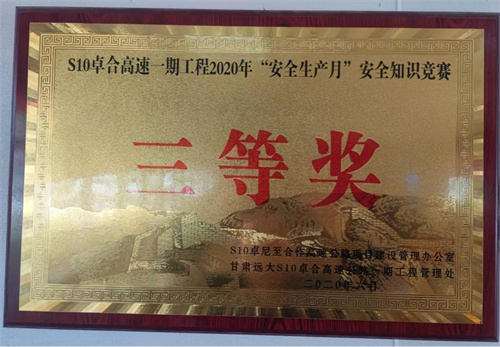 S10卓合高速一期工程2020年“安全生产月”安全知识竞赛
三等奖
S10卓尼至合作高速公路项目建设管理办公室
甘肃远大S10卓合高速公路一期工程管理处
二〇二〇年六月